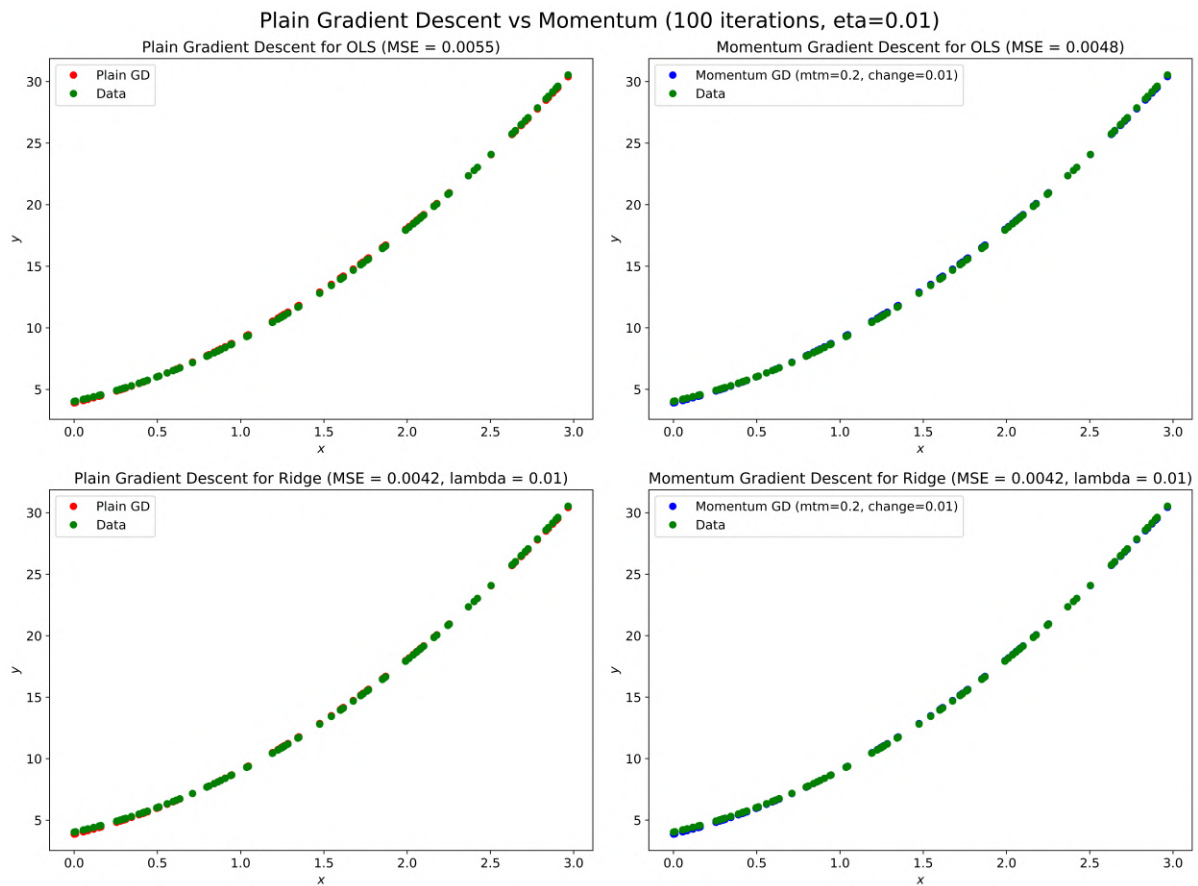 Plain Gradient Descent vs Momentum (100 iterations, eta=0.01)
Plain Gradient Descent for OLS (MSE = 0.0055)
Plain GD
Data
30
25
20
15
10
5
y
0.0 0.5 1.0 1.5 2.0 2.5 3.0
x
Momentum Gradient Descent for OLS (MSE = 0.0048)
Momentum GD (mtm=0.2, change=0.01)
Data
30
25
20
15
10
5
y
0.0 0.5 1.0 1.5 2.0 2.5 3.0
x
Plain Gradient Descent for Ridge (MSE = 0.0042, lambda = 0.01)
Plain GD
Data
30
25
20
15
10
5
y
0.0 0.5 1.0 1.5 2.0 2.5 3.0
x
Momentum Gradient Descent for Ridge (MSE = 0.0042, lambda = 0.01)
Momentum GD (mtm=0.2, change=0.01)
Data
30
25
20
15
10
5
y
0.0 0.5 1.0 1.5 2.0 2.5 3.0
x